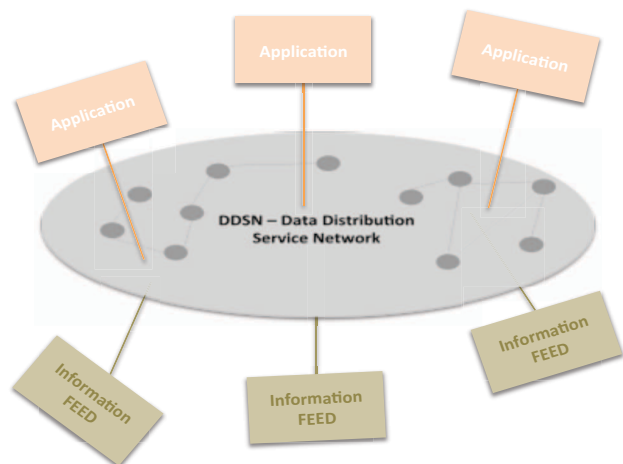 Application
Application
Application
DDSN – Data Distribution
Service Network
Information
FEED
Information
FEED
Information
FEED